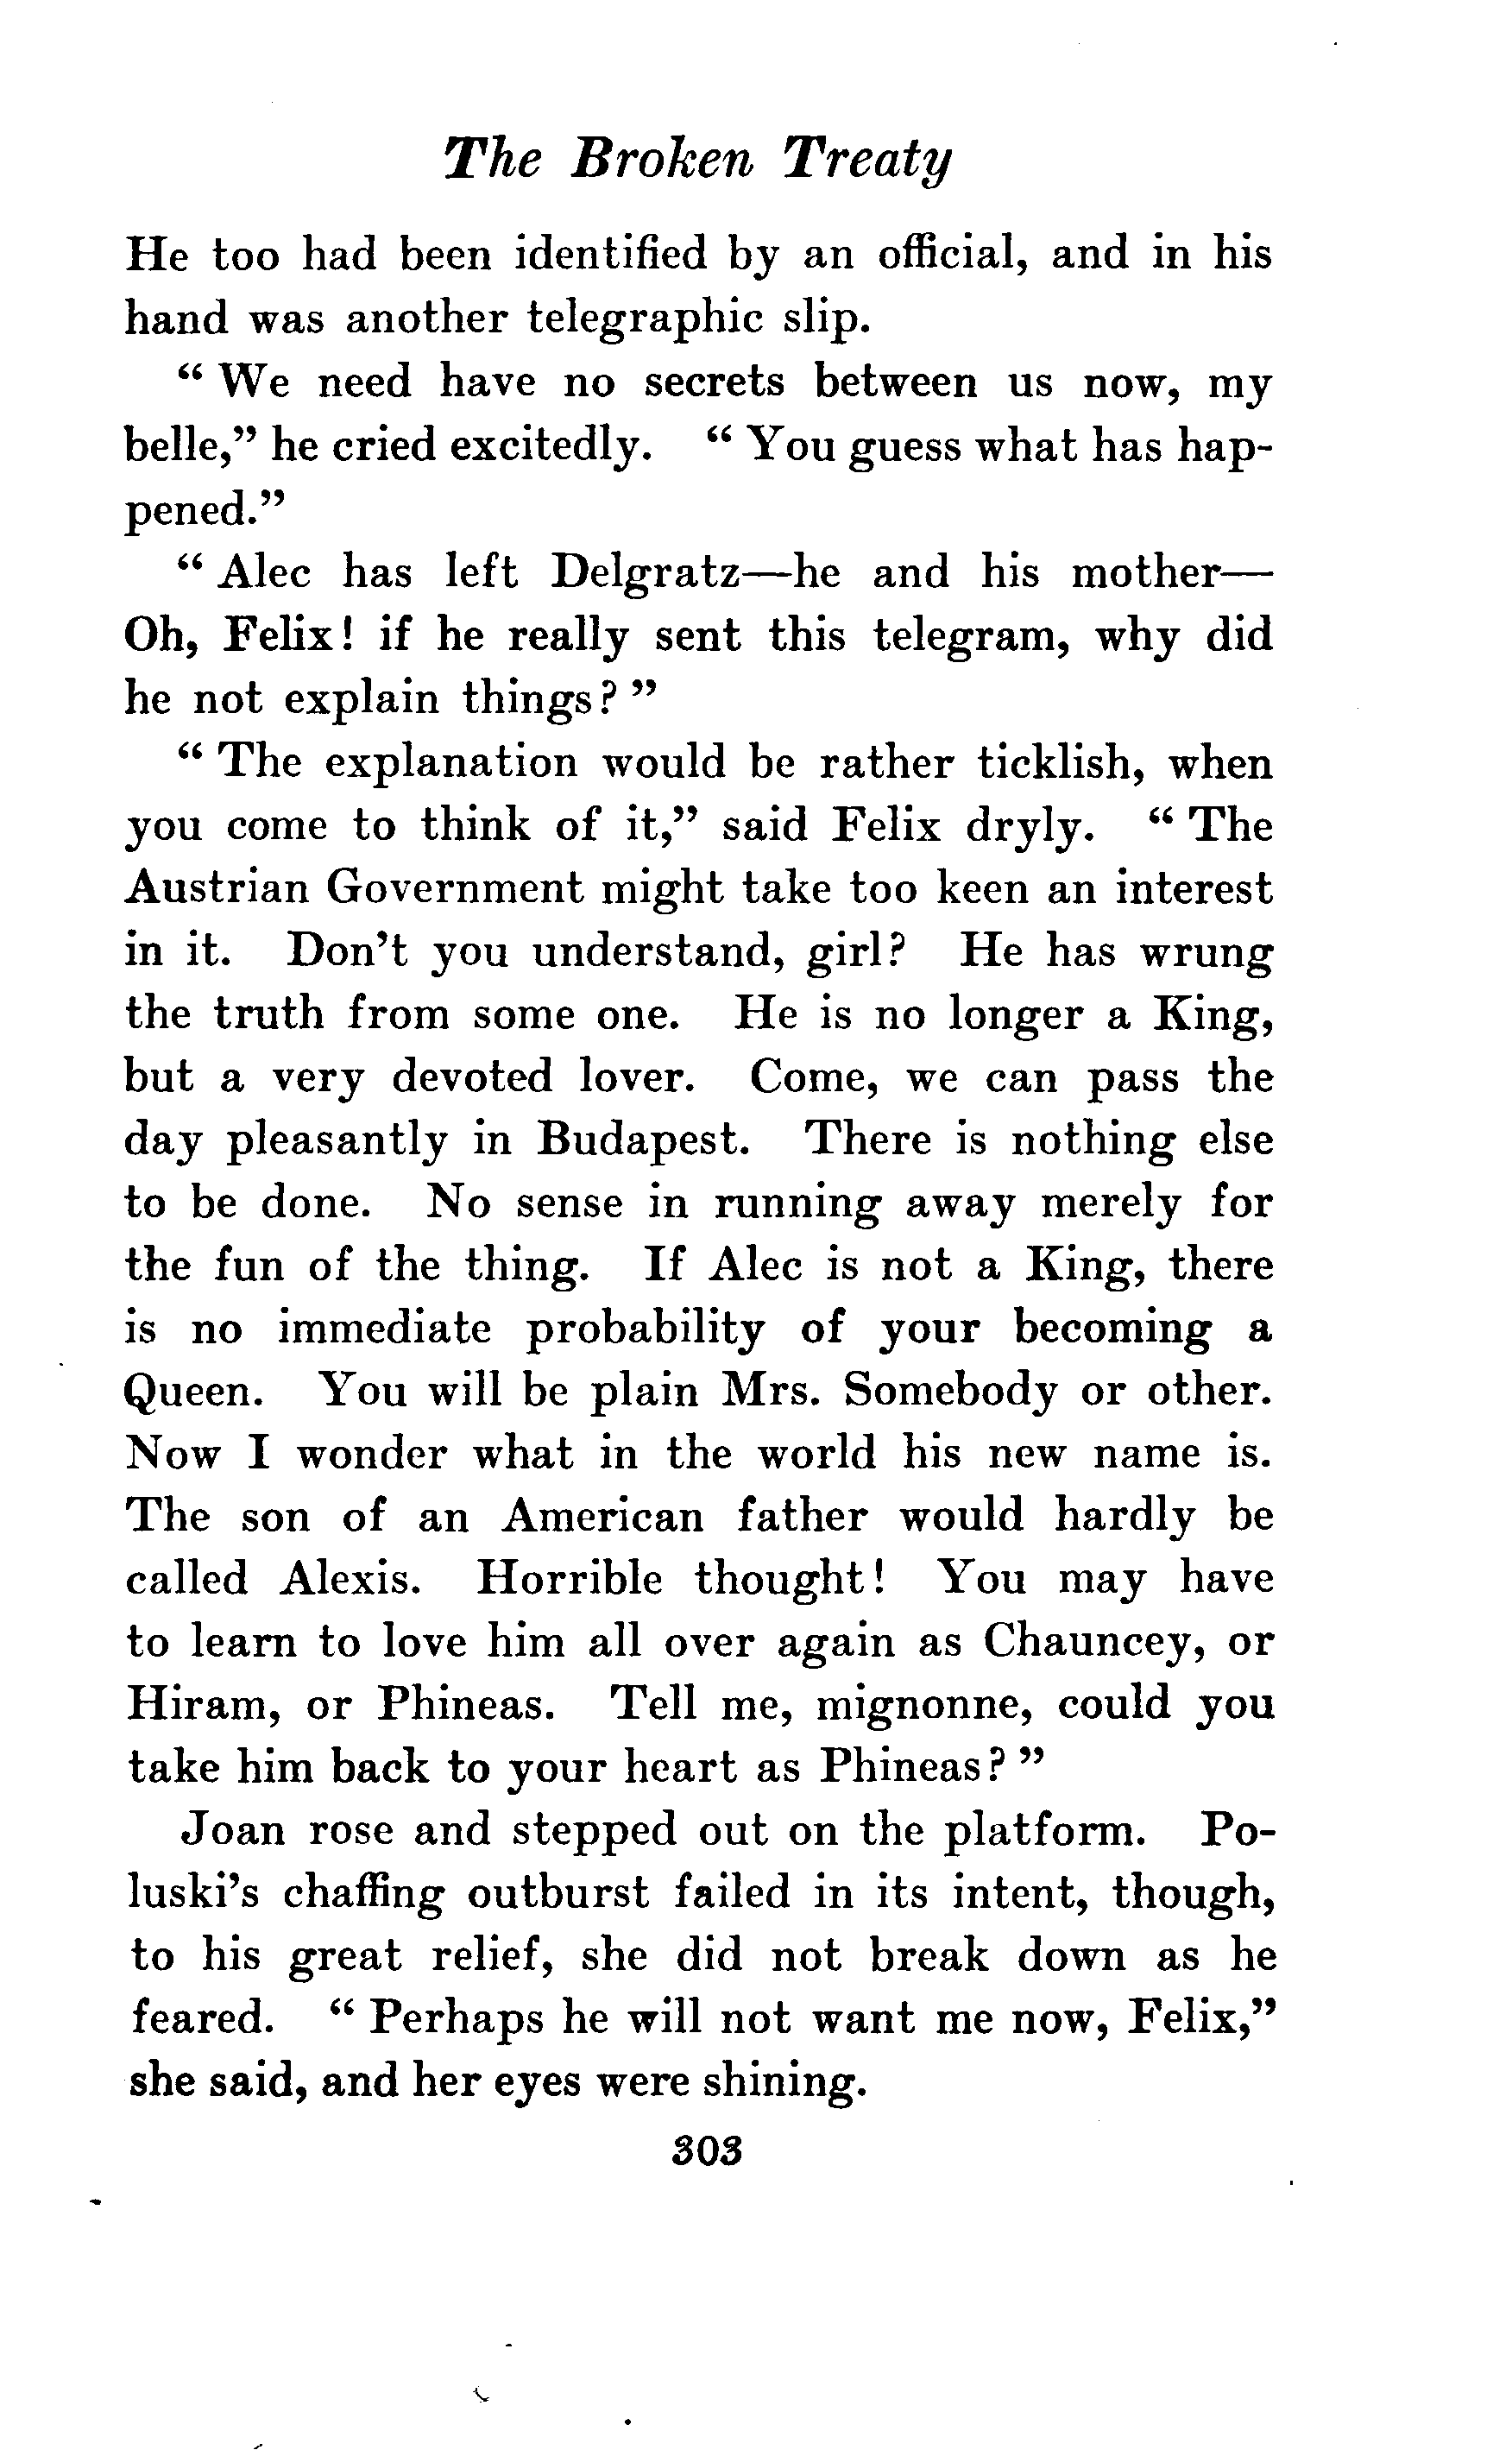 The Broken Treaty
He too had been identified by an official, and in his
hand was another telegraphic slip.
“ We need have no secrets between us now, my
belle,” he cried excitedly. “ You guess what has hap-
pened.”
“ Alec has left Delgratz—he and his mother—
Oh, Felix! if he really sent this telegram, why did
he not explain things? ”
“ The explanation would be rather ticklish, when
you come to think of it,” said Felix dryly. “ The
Austrian Government might take too keen an interest
in it. Don't you understand, girl? He has wrung
the truth from some one. He is no longer a King,
but a very devoted lover. Come, we can pass the
day pleasantly in Budapest. There is nothing else
to be done. No sense in running away merely for
the fun of the thing. If Alec is not a King, there
is no immediate probability of your becoming a
Queen. You will be plain Mrs. Somebody or other.
Now I wonder what in the world his new name is.
The son of an American father would hardly be
called Alexis. Horrible thought! You may have
to learn to love him all over again as Chauncey, or
Hiram, or Phineas. Tell me, mignonne, could you
take him back to your heart as Phineas? ”
Joan rose and stepped out on the platform. Po-
luski's chaffing outburst failed in its intent, though,
to his great relief, she did not break down as he
feared. “ Perhaps he will not want me now, Felix,”
she said, and her eyes were shining.
303